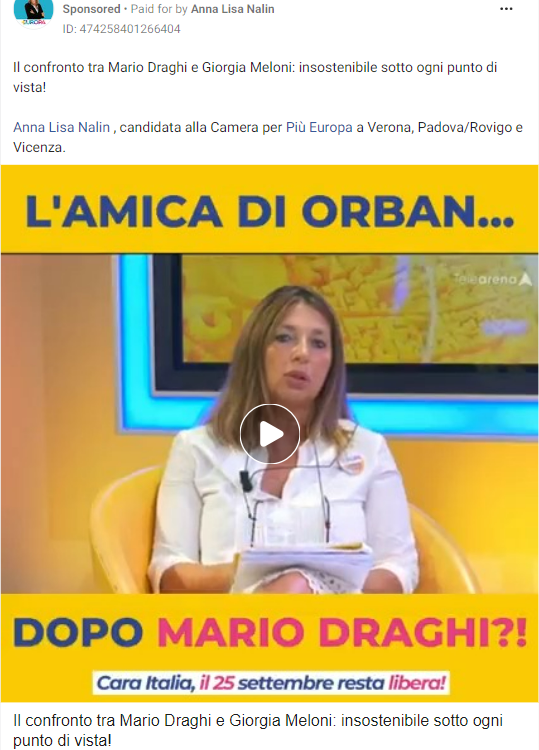 EUROPA
Sponsored • Paid for by Anna Lisa Nalin
ID: 474258401266404
Il confronto tra Mario Draghi e Giorgia Meloni: insostenibile sotto ogni punto di
vista!
Anna Lisa Nalin , candidata alla Camera per Più Europa a Verona, Padova/Rovigo e
Vicenza.
L'AMICA DI ORBAN...
Telearena
DOPO MARIO DRAGHI?!
Cara Italia, il 25 settembre resta libera!
Il confronto tra Mario Draghi e Giorgia Meloni: insostenibile sotto ogni
punto di vista!